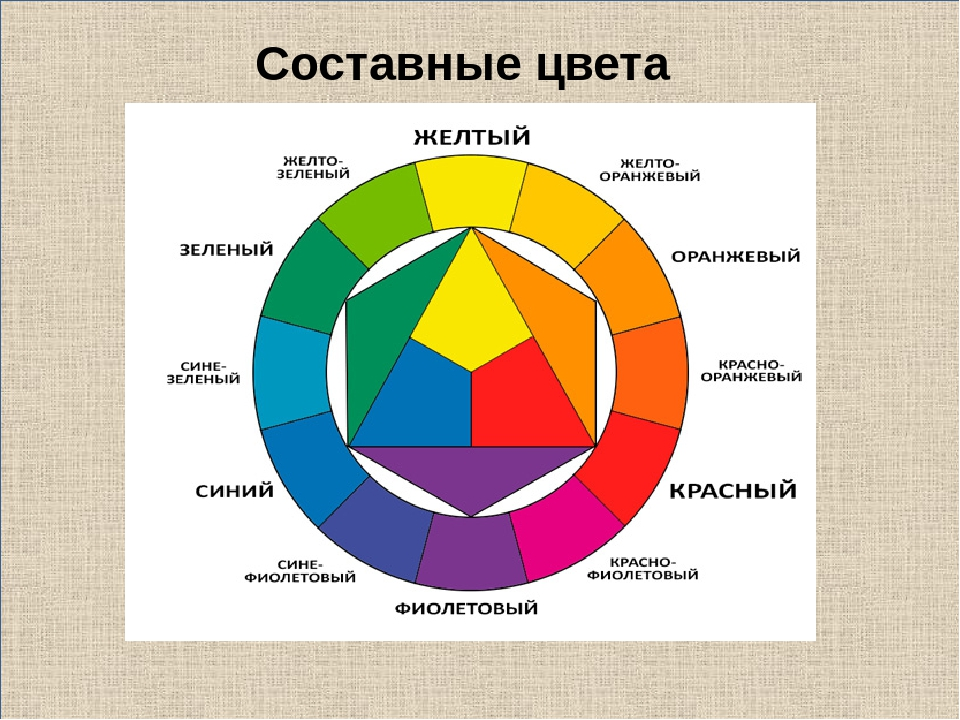 Составные цвета
ЖЕЛТЫЙ
ЖЕЛТО-
ЗЕЛЕНЫЙ
ЖЕЛТО-
ОРАНЖЕВЫЙ
ЗЕЛЕНЫЙ
ОРАНЖЕВЫЙ
СИНЕ-
ЗЕЛЕНЫЙ
КРАСНО-
ОРАНЖЕВЫЙ
СИНИЙ
КРАСНЫЙ
СИНЕ-
ФИОЛЕТОВЫЙ
КРАСНО-
ФИОЛЕТОВЫЙ
ФИОЛЕТОВЫЙ